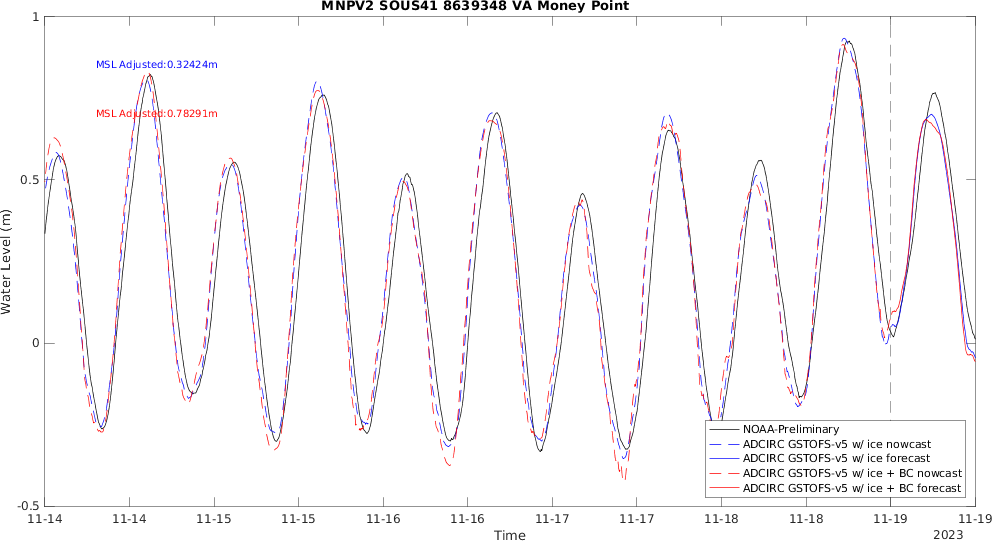 MNPV2 SOUS41 8639348 VA Money Point
1
MSL Adjusted:0.32424m
MSL Adjusted:0.78291m
0.5
Water Level (m)
0
-0.5
NOAA-Preliminary
ADCIRC GSTOFS-v5 w/ ice nowcast
ADCIRC GSTOFS-v5 w/ ice forecast
ADCIRC GSTOFS-v5 w/ ice + BC nowcast
ADCIRC GSTOFS-v5 w/ ice + BC forecast
11-14 11-14 11-15 11-15 11-16 11-16 11-17 11-17 11-18 11-18 11-19 11-19
Time
2023